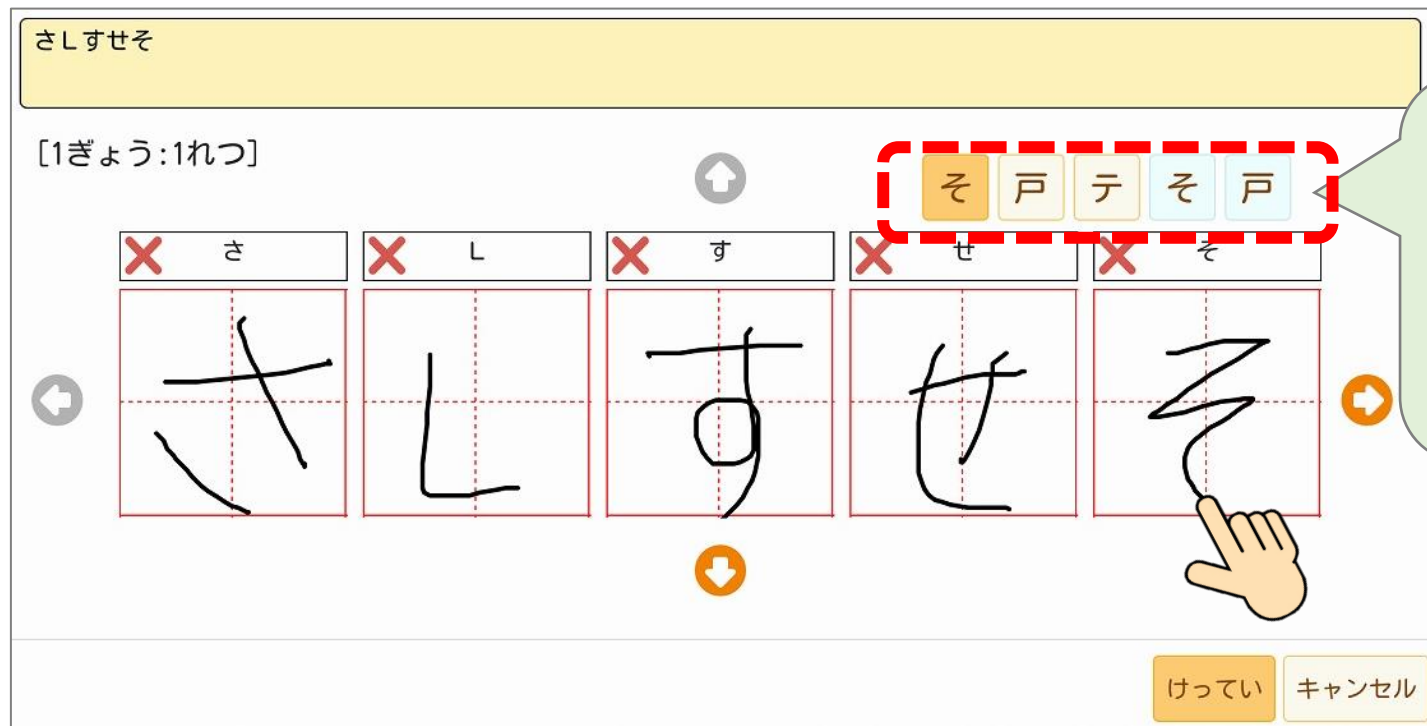 さLすせそ
[1ぎょう:1れつ]
そ 戸 テ そ 戸
さ L す せ そ
さ L す せ そ
けってい キャンセル